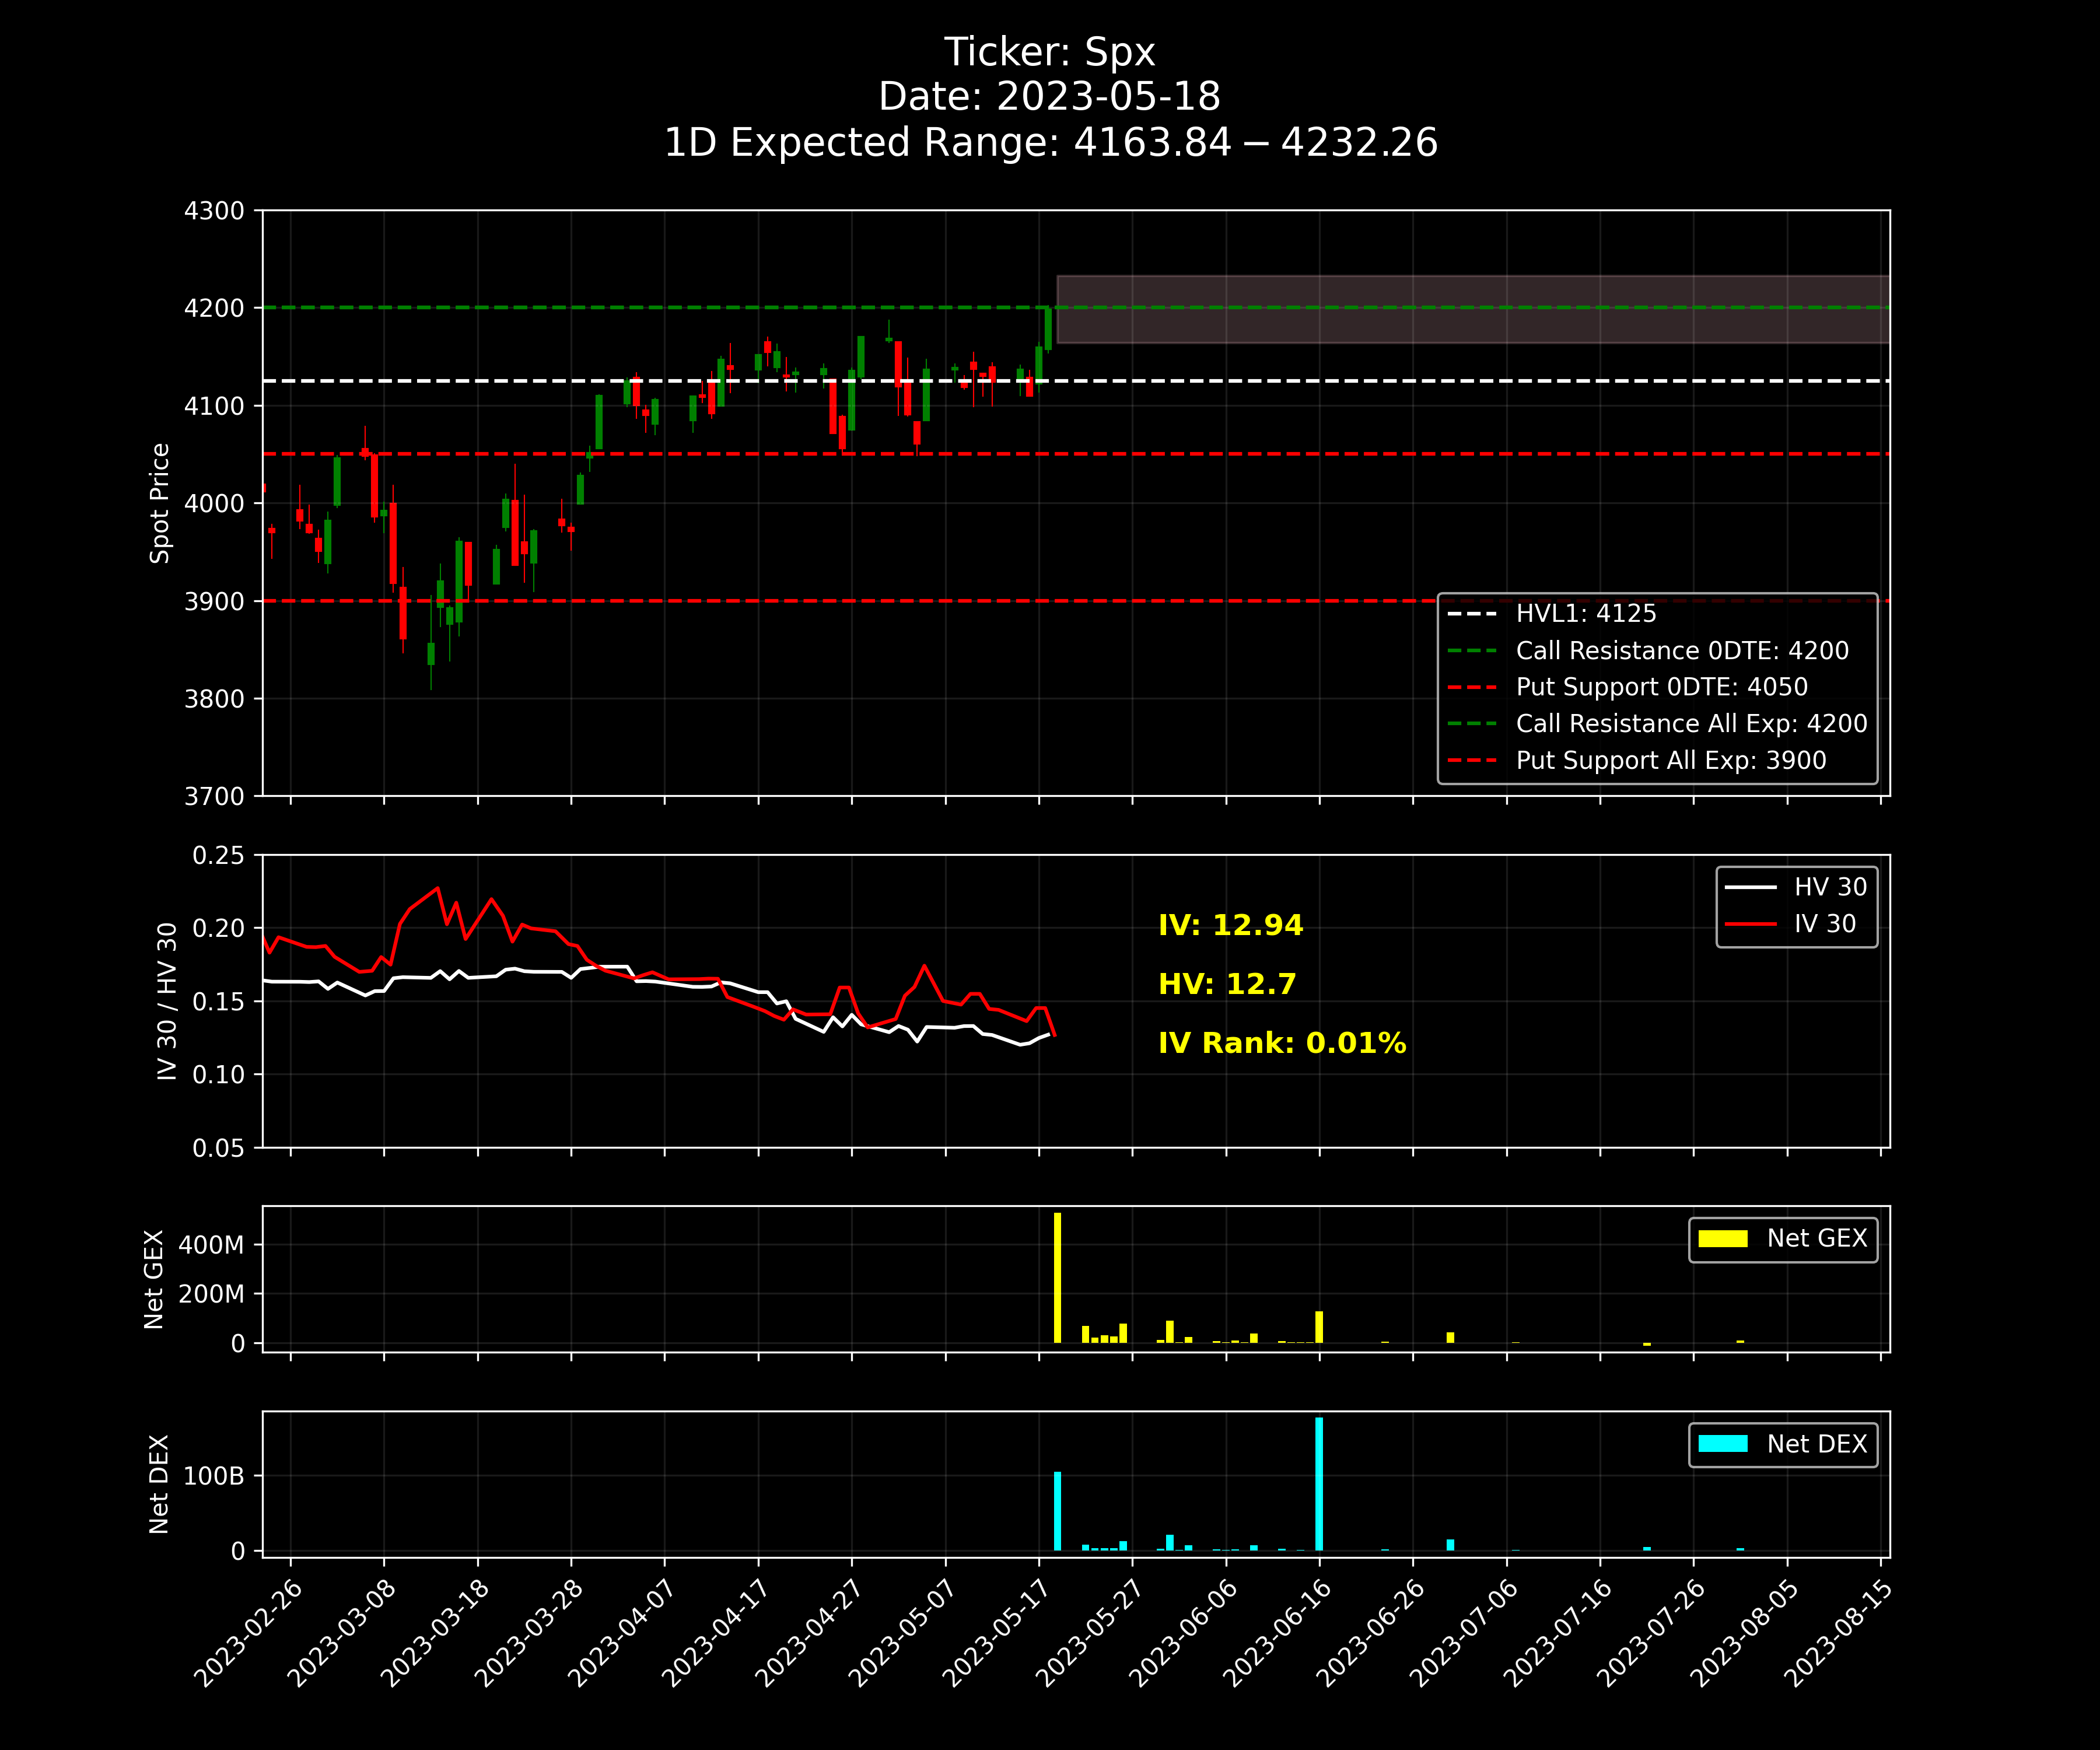 Ticker: Spx
Date: 2023-05-18
1D Expected Range: 4163.84 − 4232.26
4300
4200
4100
4000
3900
3800
3700
Spot Price
HVL1: 4125
Call Resistance 0DTE: 4200
Put Support 0DTE: 4050
Call Resistance All Exp: 4200
Put Support All Exp: 3900
0.25
0.20
0.15
0.10
0.05
IV 30 / HV 30
IV: 12.94
HV: 12.7
IV Rank: 0.01%
HV 30
IV 30
400M
200M
0
Net GEX
Net GEX
100B
0
Net DEX
Net DEX
2023-02-26
2023-03-08
2023-03-18
2023-03-28
2023-04-07
2023-04-17
2023-04-27
2023-05-07
2023-05-17
2023-05-27
2023-06-06
2023-06-16
2023-06-26
2023-07-06
2023-07-16
2023-07-26
2023-08-05
2023-08-15